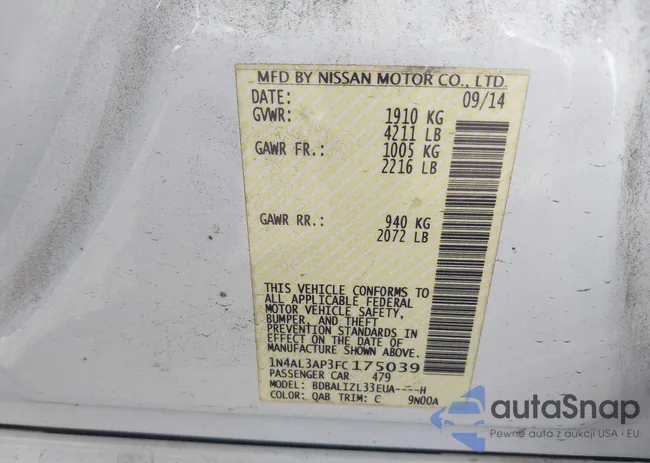 MFD BY NISSAN MOTOR CO., LTD.
DATE: 09/14
GVWR: 1910 KG
4211 LB
GAWR FR.: 1005 KG
2216 LB
GAWR RR.: 940 KG
2072 LB
THIS VEHICLE CONFORMS TO
ALL APPLICABLE FEDERAL
MOTOR VEHICLE SAFETY,
BUMPER, AND THEFT
PREVENTION STANDARDS IN
EFFECT ON THE DATE OF
MANUFACTURE SHOWN ABOVE.
1N4AL3AP3FC175039
PASSENGER CAR 479
MODEL: BDBALIZL33EUA----H
COLOR: QAB TRIM: C 9N00A
autoSnap
Pewne auta z aukcji USA i EU